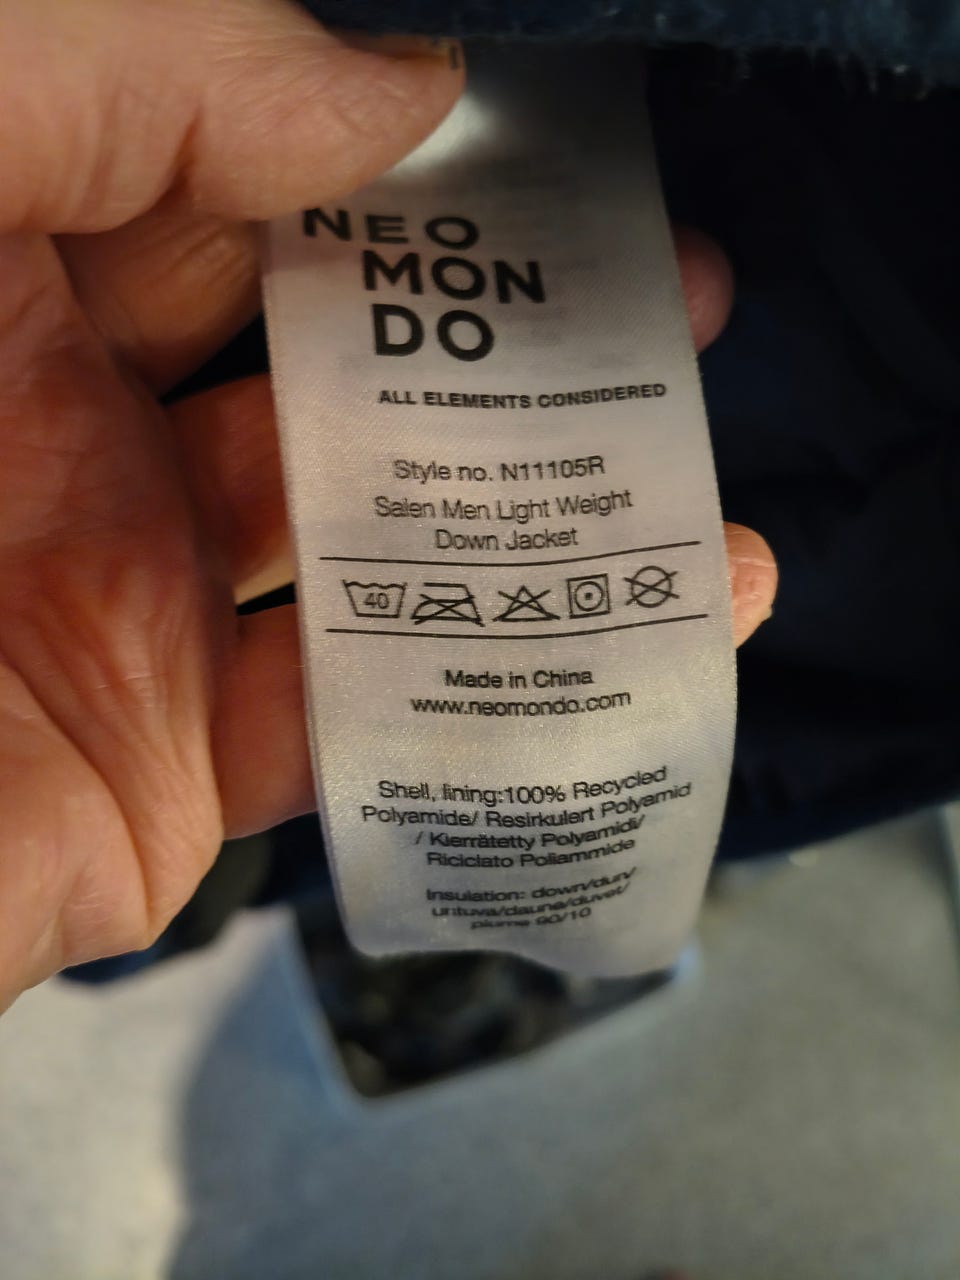 NEO
MON
DO
ALL ELEMENTS CONSIDERED
Style no. N11105R
Salen Men Light Weight
Down Jacket
40
Made in China
www.neomondo.com
Shell, lining:100% Recycled
Polyamide/ Resirkulert Polyamid
/ Kierrätetty Polyamidi/
Riciclato Poliammide
Insulation: down/dun/
untuva/daune/duvet/
piume 90/10